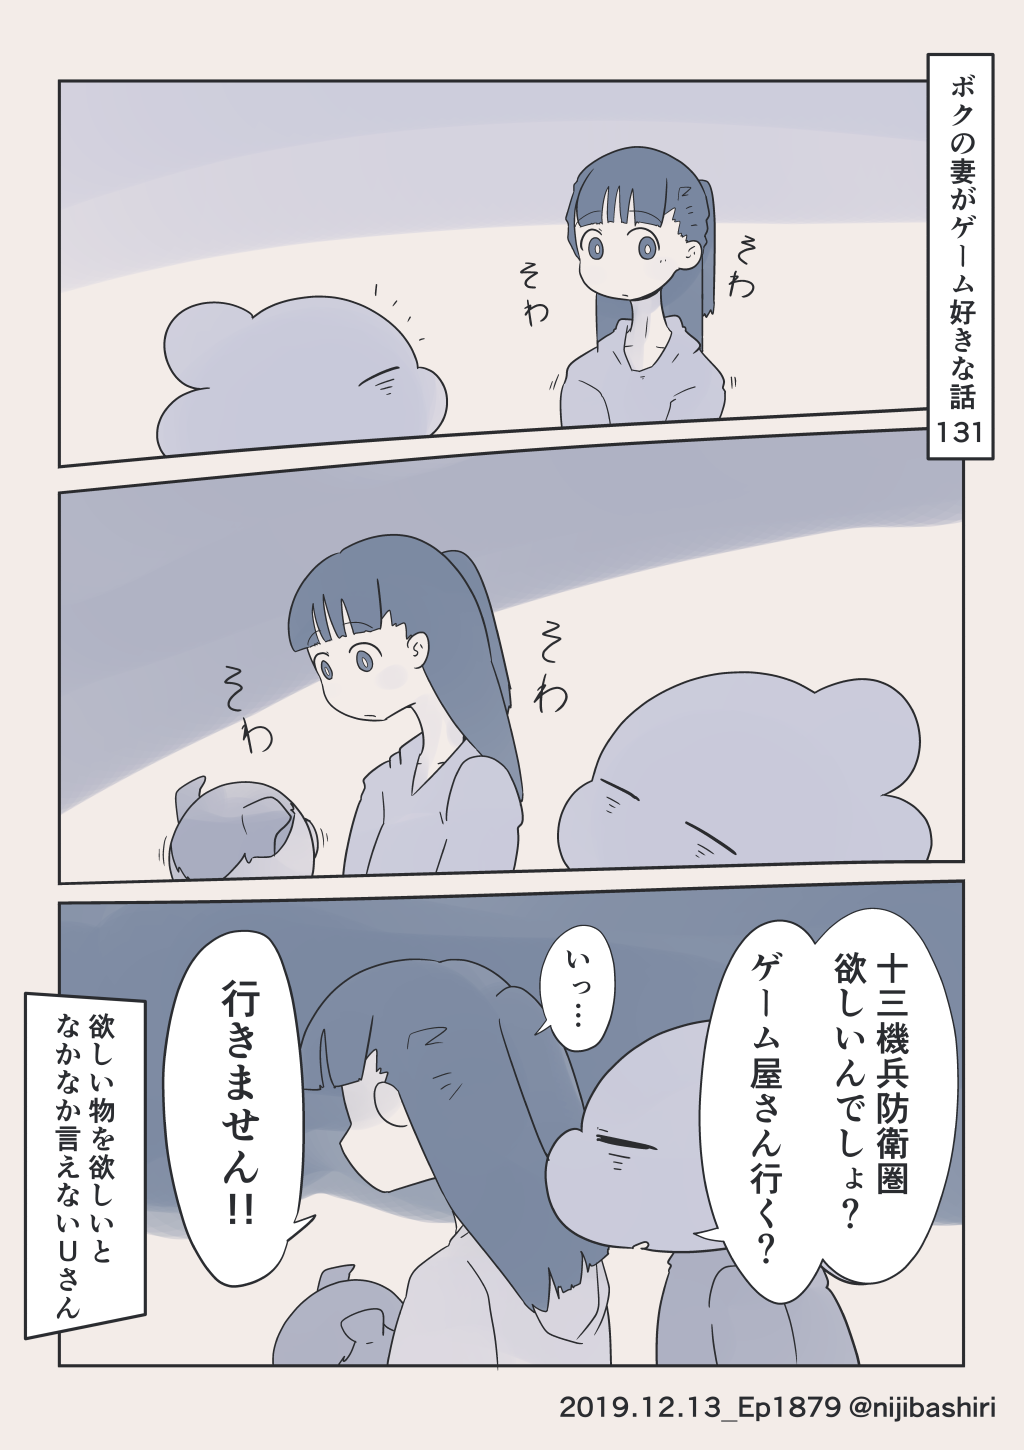 ボクの妻がゲーム好きな話
131
そわ
そわ
そわ
そわ
十三機兵防衛圏
欲しいんでしょ？
ゲーム屋さん行く？
いっ…
行きません!!
欲しい物を欲しいと
なかなか言えないUさん
2019.12.13_Ep1879 @nijibashiri